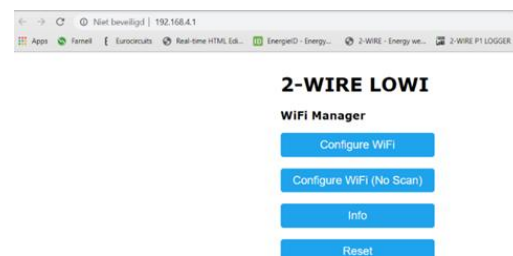 Niet beveiligd | 192.168.4.1
Apps Farnell Eurocircuits Real-time HTML Edi... EnergieID - Energy... 2-WIRE - Energy we... 2-WIRE P1 LOGGER
2-WIRE LOWI
WiFi Manager
Configure WiFi
Configure WiFi (No Scan)
Info
Reset